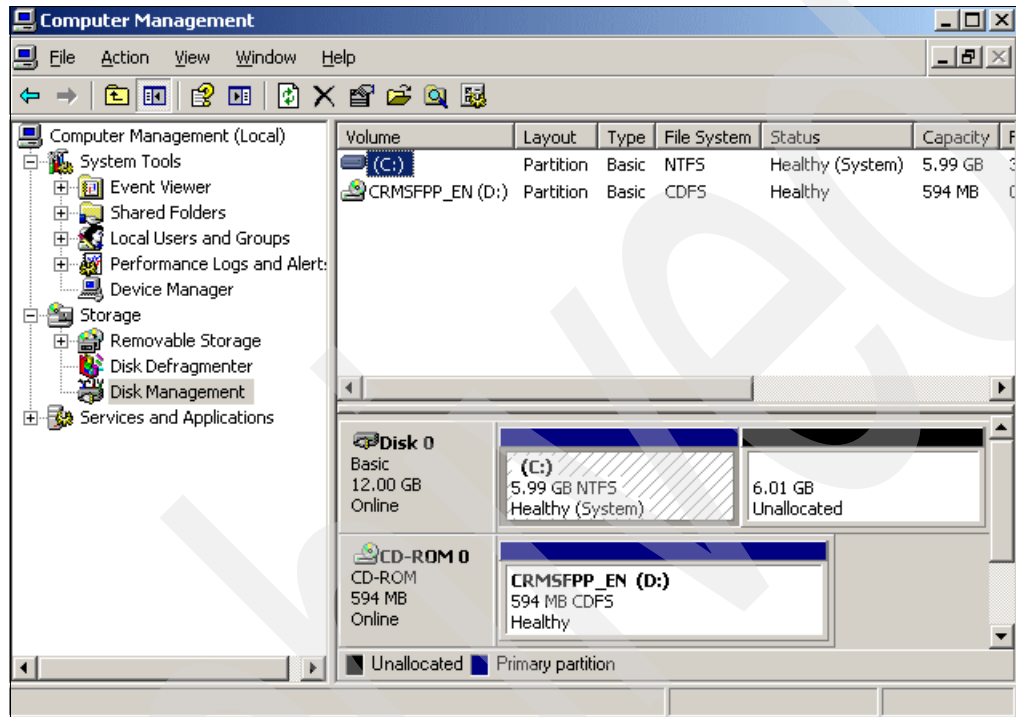 Computer Management
File Action View Window Help
Computer Management (Local)
System Tools
Event Viewer
Shared Folders
Local Users and Groups
Performance Logs and Alert
Device Manager
Storage
Removable Storage
Disk Defragmenter
Disk Management
Services and Applications
Volume Layout Type File System Status Capacity F
(C:) Partition Basic NTFS Healthy (System) 5.99 GB 3
CRMSFPP_EN (D:) Partition Basic CDFS Healthy 594 MB
Disk 0
Basic
12.00 GB
Online
(C:)
5.99 GB NTFS
Healthy (System)
6.01 GB
Unallocated
CD-ROM 0
CD-ROM
594 MB
Online
CRMSFPP_EN (D:)
594 MB CDFS
Healthy
Unallocated Primary partition